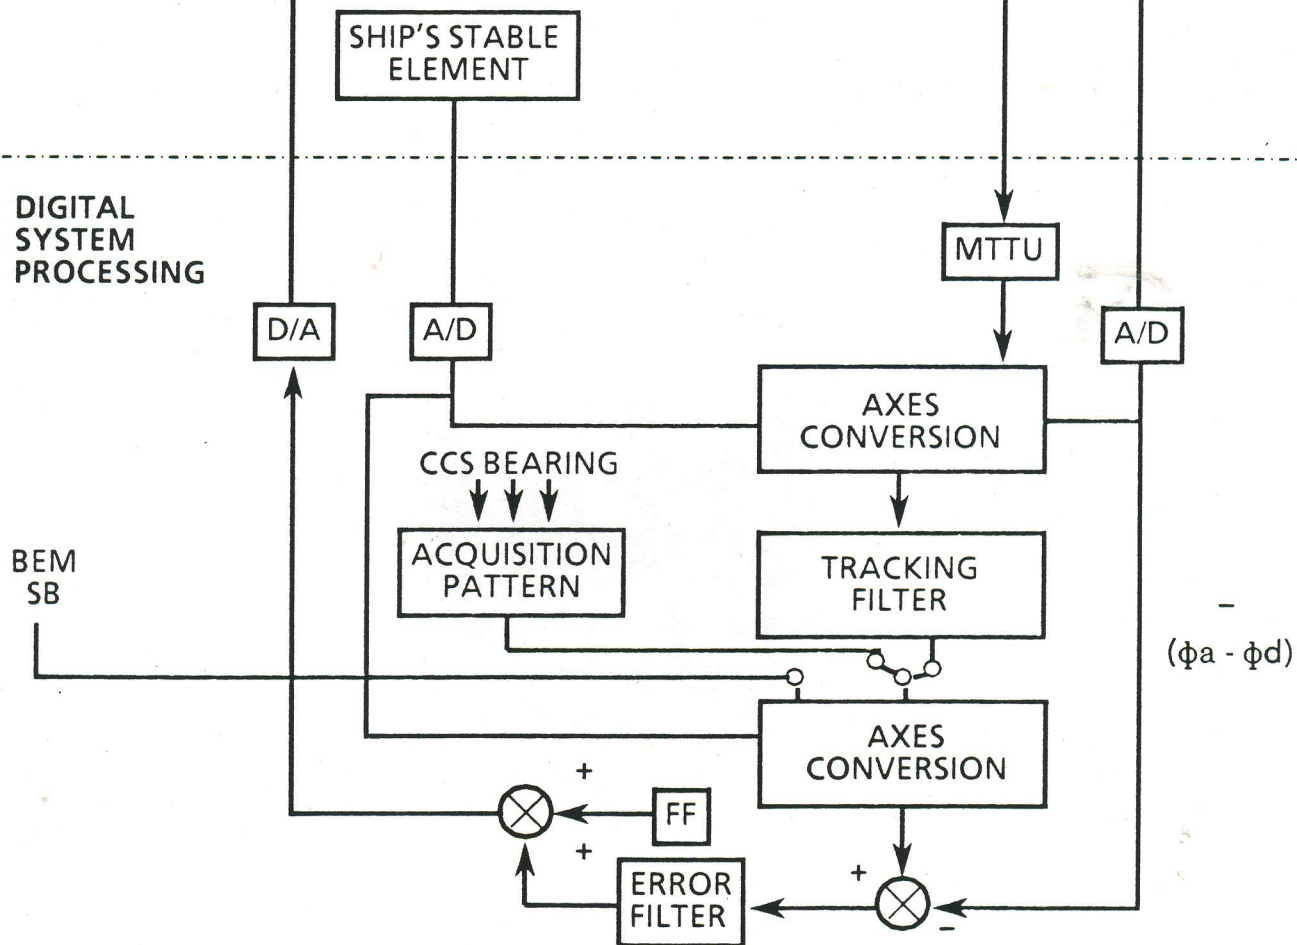 SHIP'S STABLE
ELEMENT
DIGITAL
SYSTEM
PROCESSING
MTTU
D/A
A/D
A/D
AXES
CONVERSION
CCS BEARING
ACQUISITION
PATTERN
TRACKING
FILTER
BEM
SB
–
(φa - φd)
AXES
CONVERSION
+
FF
+
ERROR
FILTER
+
-